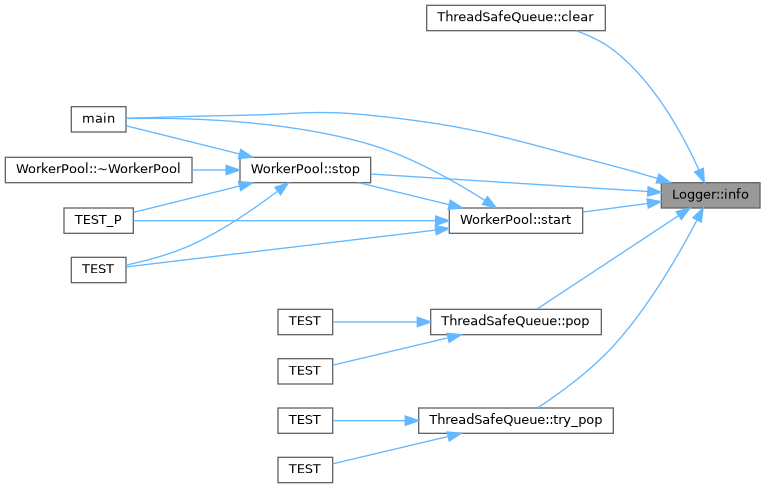 ThreadSafeQueue::clear
main
WorkerPool::~WorkerPool
WorkerPool::stop
Logger::info
TEST_P
WorkerPool::start
TEST
TEST
ThreadSafeQueue::pop
TEST
TEST
ThreadSafeQueue::try_pop
TEST